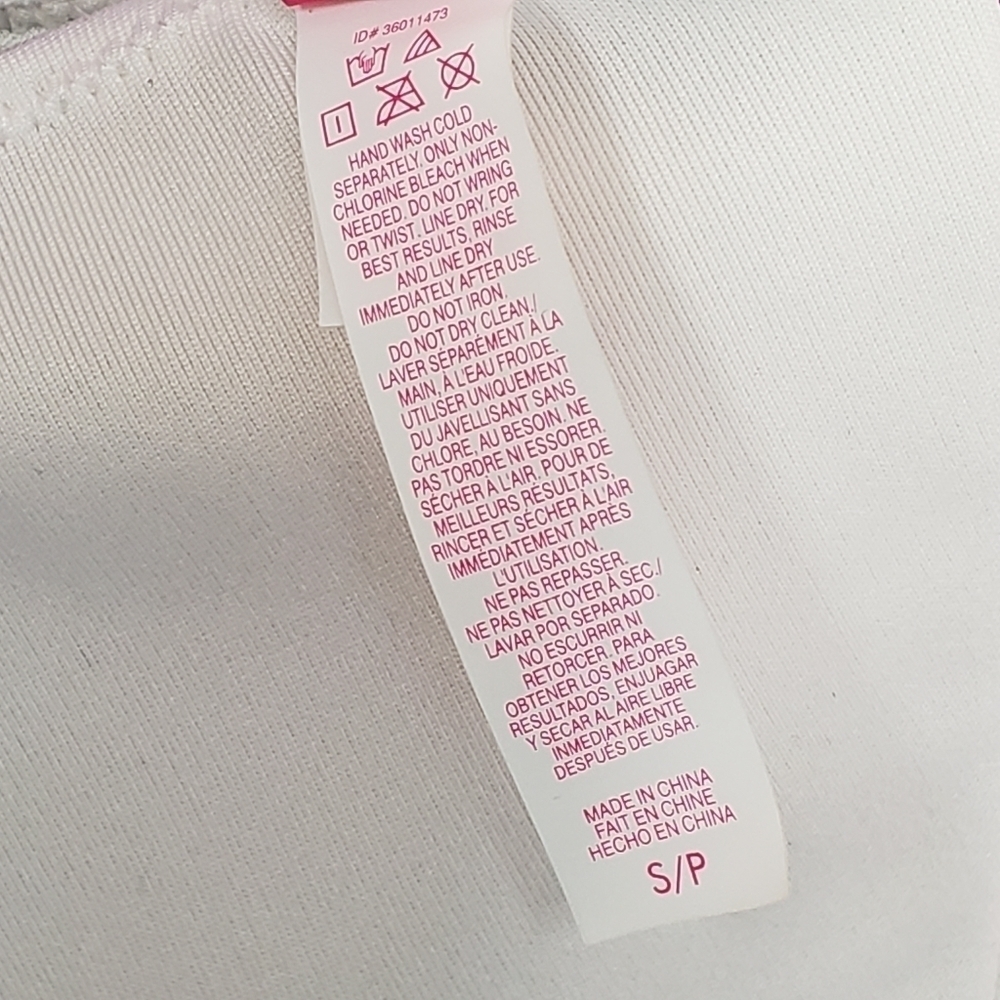 ID# 36011473
HAND WASH COLD
SEPARATELY. ONLY NON-
CHLORINE BLEACH WHEN
NEEDED. DO NOT WRING
OR TWIST. LINE DRY. FOR
BEST RESULTS, RINSE
AND LINE DRY
IMMEDIATELY AFTER USE.
DO NOT IRON.
DO NOT DRY CLEAN./
LAVER SÉPARÉMENT À LA
MAIN, À L'EAU FROIDE.
UTILISER UNIQUEMENT
DU JAVELLISANT SANS
CHLORE, AU BESOIN. NE
PAS TORDRE NI ESSORER.
SÉCHER À L'AIR. POUR DE
MEILLEURS RÉSULTATS,
RINCER ET SÉCHER À L'AIR
IMMÉDIATEMENT APRÈS
L'UTILISATION.
NE PAS REPASSER.
NE PAS NETTOYER À SEC./
LAVAR POR SEPARADO.
NO ESCURRIR NI
RETORCER. PARA
OBTENER LOS MEJORES
RESULTADOS, ENJUAGAR
Y SECAR AL AIRE LIBRE
INMEDIATAMENTE
DESPUÉS DE USAR.
MADE IN CHINA
FAIT EN CHINE
HECHO EN CHINA
S/P